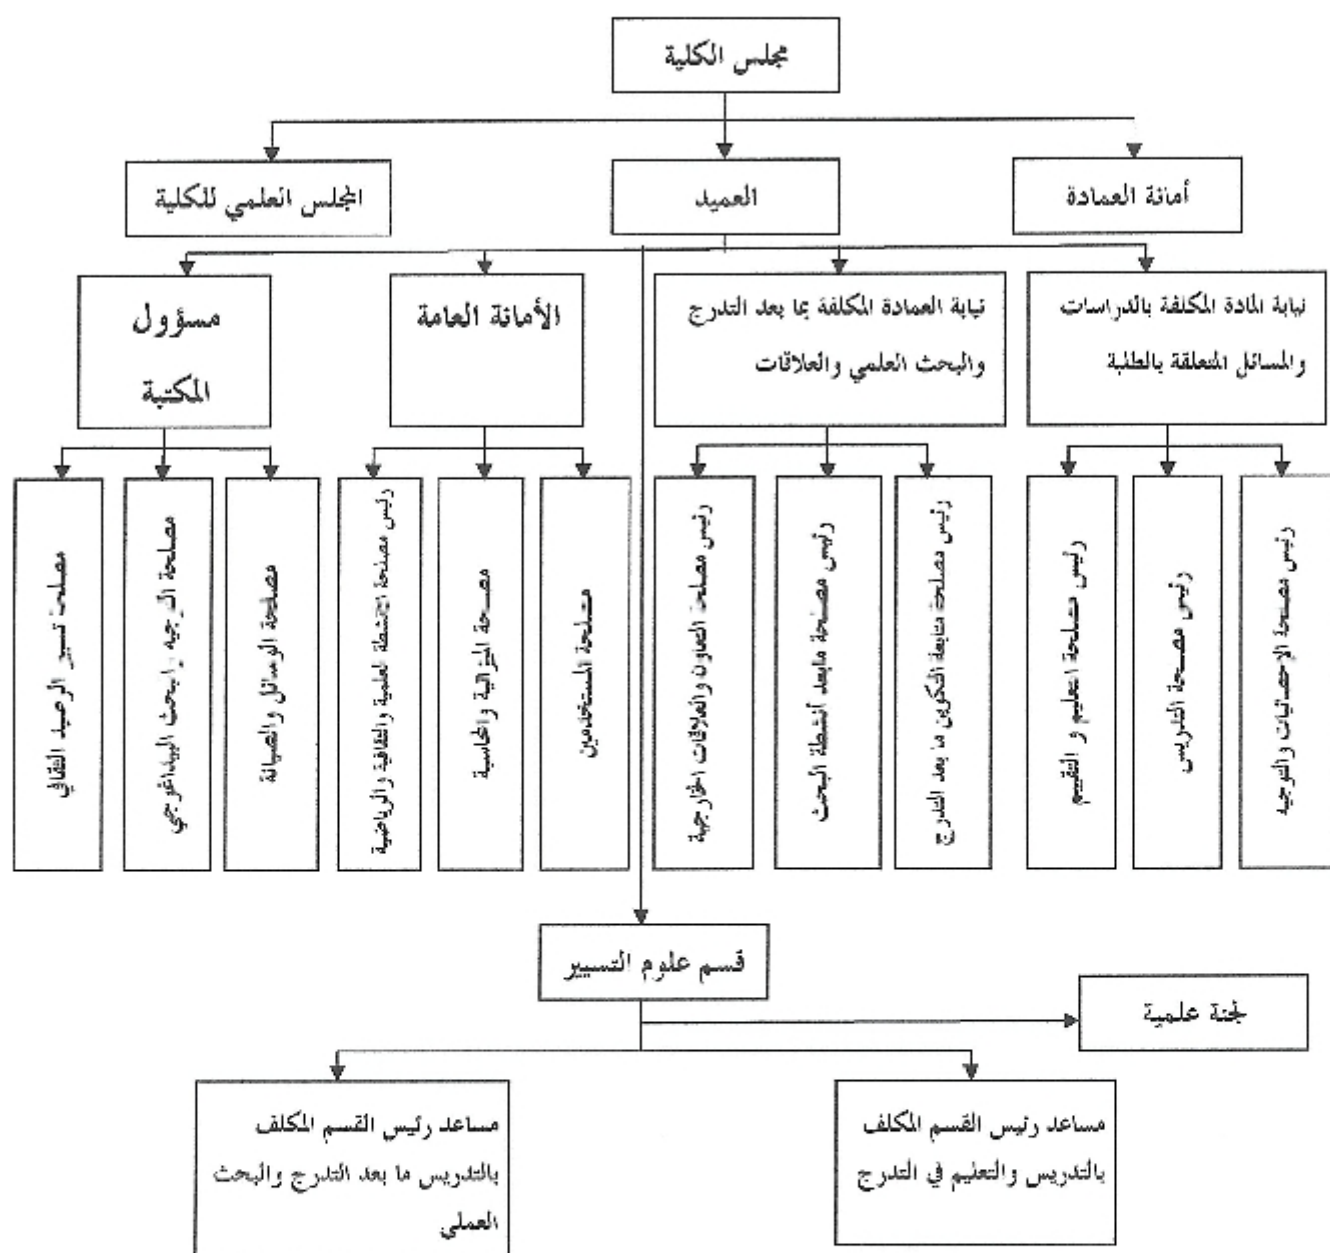 مجلس الكلية
أمانة العمادة
العميد
المجلس العلمي للكلية
نيابة المادة المكلفة بالدراسات
والمسائل المتعلقة بالطلبة
نيابة العمادة المكلفة بما بعد التدرج
والبحث العلمي والعلاقات
الأمانة العامة
مسؤول
المكتبة
رئيس مصلحة الإحصائيات والتوجيه
رئيس مصلحة التدريس
رئيس مصلحة التعليم و التقييم
رئيس مصلحة متابعة التكوين ما بعد التدرج
رئيس مصلحة مابعد أنشطة البحث
رئيس مصلحة التعاون والعلاقات الخارجية
مصلحة المستخدمين
مصلحة الميزانية والمحاسبة
رئيس مصلحة الأنشطة العلمية والثقافية والرياضية
مصلحة الوسائل والصيانة
مصلحة التوجيه والبحث البيداغوجي
مصلحة تسيير الرصيد الثقافي
قسم علوم التسيير
لجنة علمية
مساعد رئيس القسم المكلف
بالتدريس والتعليم في التدرج
مساعد رئيس القسم المكلف
بالتدريس ما بعد التدرج والبحث
العملي